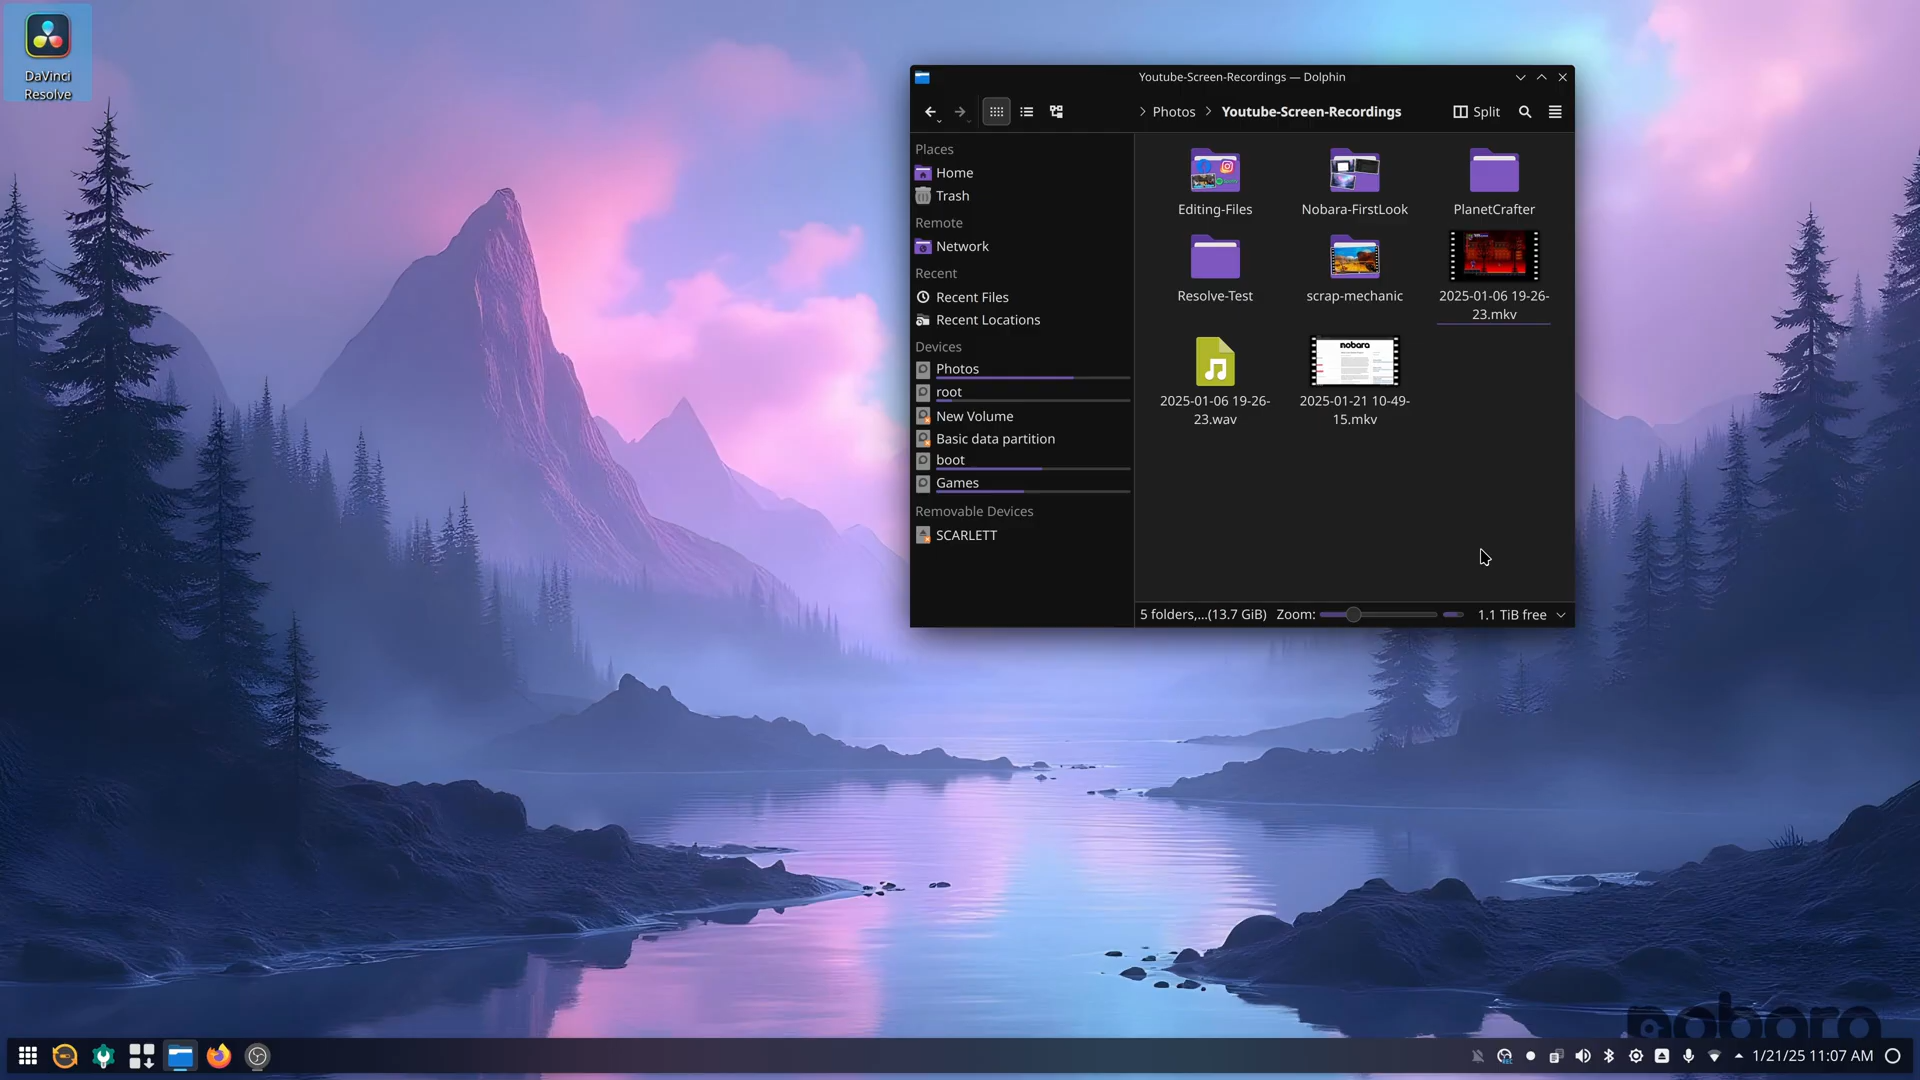 DaVinci
Resolve
Youtube-Screen-Recordings — Dolphin
Photos
Youtube-Screen-Recordings
Split
Places
Home
Trash
Remote
Network
Recent
Recent Files
Recent Locations
Devices
Photos
root
New Volume
Basic data partition
boot
Games
Removable Devices
SCARLETT
Editing-Files
Nobara-FirstLook
PlanetCrafter
Resolve-Test
scrap-mechanic
2025-01-06 19-26-
23.mkv
nobara
2025-01-06 19-26-
23.wav
2025-01-21 10-49-
15.mkv
5 folders,...(13.7 GiB)
Zoom:
1.1 TiB free
nobara
1/21/25 11:07 AM